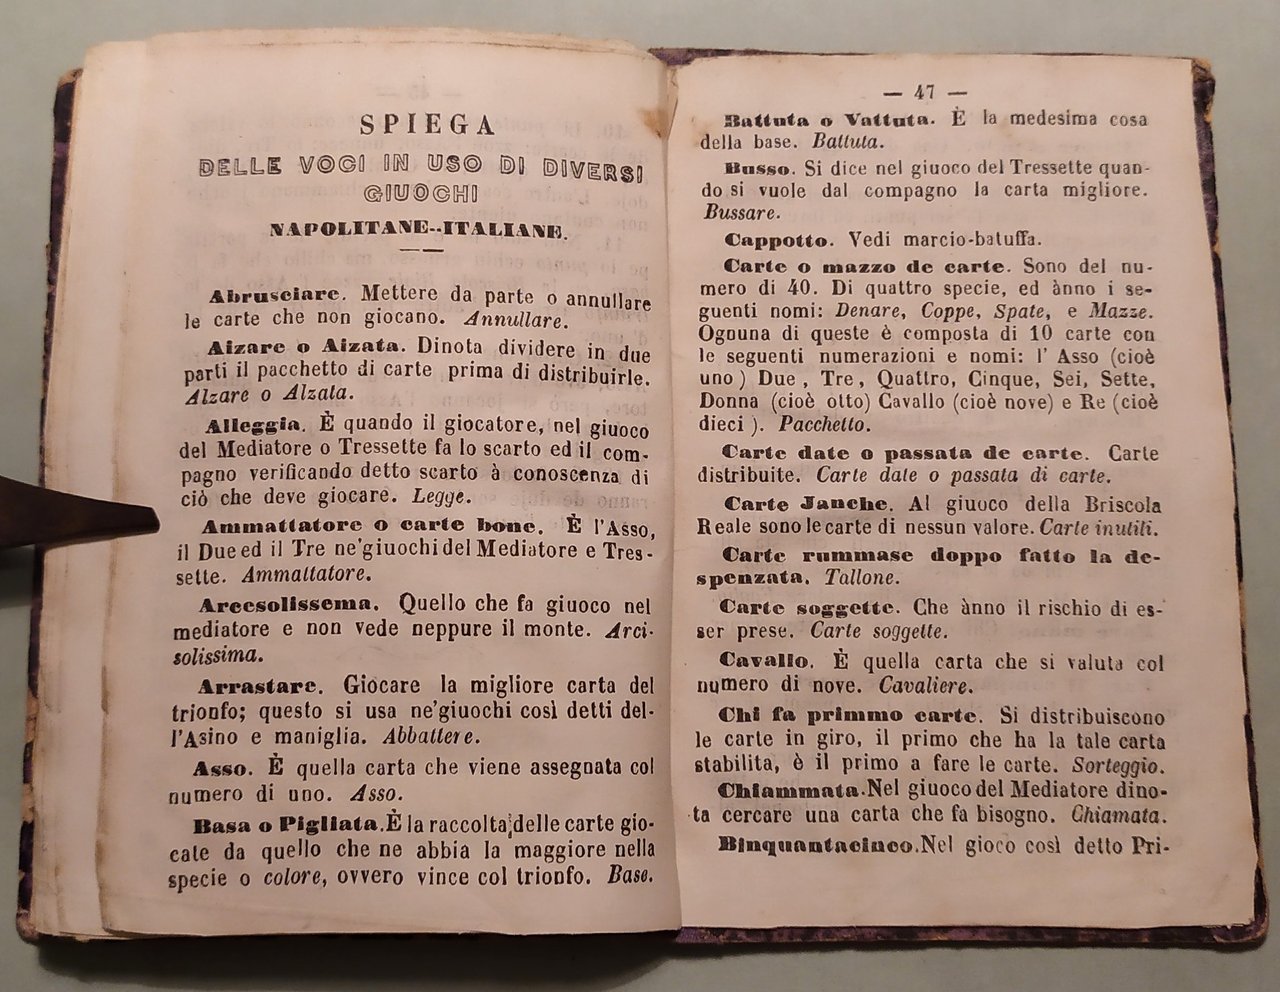 SPIEGA
DELLE VOCI IN USO DI DIVERSI
GIUOCHI
NAPOLITANE--ITALIANE.
Abrusciare. Mettere da parte o annullare
le carte che non giocano. Annullare.
Aizare o Aizata. Dinota dividere in due
parti il pacchetto di carte prima di distribuirle.
Alzare o Alzata.
Alleggia. È quando il giocatore, nel giuoco
del Mediatore o Tressette fa lo scarto ed il com-
pagno verificando detto scarto à conoscenza di
ciò che deve giocare. Legge.
Ammattatore o carte bone. È l'Asso,
il Due ed il Tre ne'giuochi del Mediatore e Tres-
sette. Ammattatore.
Arcesolissema. Quello che fa giuoco nel
mediatore e non vede neppure il monte. Arci-
solissima.
Arrastare. Giocare la migliore carta del
trionfo; questo si usa ne'giuochi così detti del-
l'Asino e maniglia. Abbattere.
Asso. È quella carta che viene assegnata col
numero di uno. Asso.
Basa o Pigliata. È la raccolta delle carte gio-
cate da quello che ne abbia la maggiore nella
specie o colore, ovvero vince col trionfo. Base.
— 47 —
Battuta o Vattuta. È la medesima cosa
della base. Battuta.
Busso. Si dice nel giuoco del Tressette quan-
do si vuole dal compagno la carta migliore.
Bussare.
Cappotto. Vedi marcio-batuffa.
Carte o mazzo de carte. Sono del nu-
mero di 40. Di quattro specie, ed ànno i se-
guenti nomi: Denare, Coppe, Spate, e Mazze.
Ognuna di queste è composta di 10 carte con
le seguenti numerazioni e nomi: l' Asso (cioè
uno) Due, Tre, Quattro, Cinque, Sei, Sette,
Donna (cioè otto) Cavallo (cioè nove) e Re (cioè
dieci). Pacchetto.
Carte date o passata de carte. Carte
distribuite. Carte date o passata di carte.
Carte Janche. Al giuoco della Briscola
Reale sono le carte di nessun valore. Carte inutili.
Carte rummase doppo fatto la de-
spenzata. Tallone.
Carte soggette. Che ànno il rischio di es-
ser prese. Carte soggette.
Cavallo. È quella carta che si valuta col
numero di nove. Cavaliere.
Chi fa primmo carte. Si distribuiscono
le carte in giro, il primo che ha la tale carta
stabilita, è il primo a fare le carte. Sorteggio.
Chiammata. Nel giuoco del Mediatore dino-
ta cercare una carta che fa bisogno. Chiamata.
Binquantacinco. Nel gioco così detto Pri-